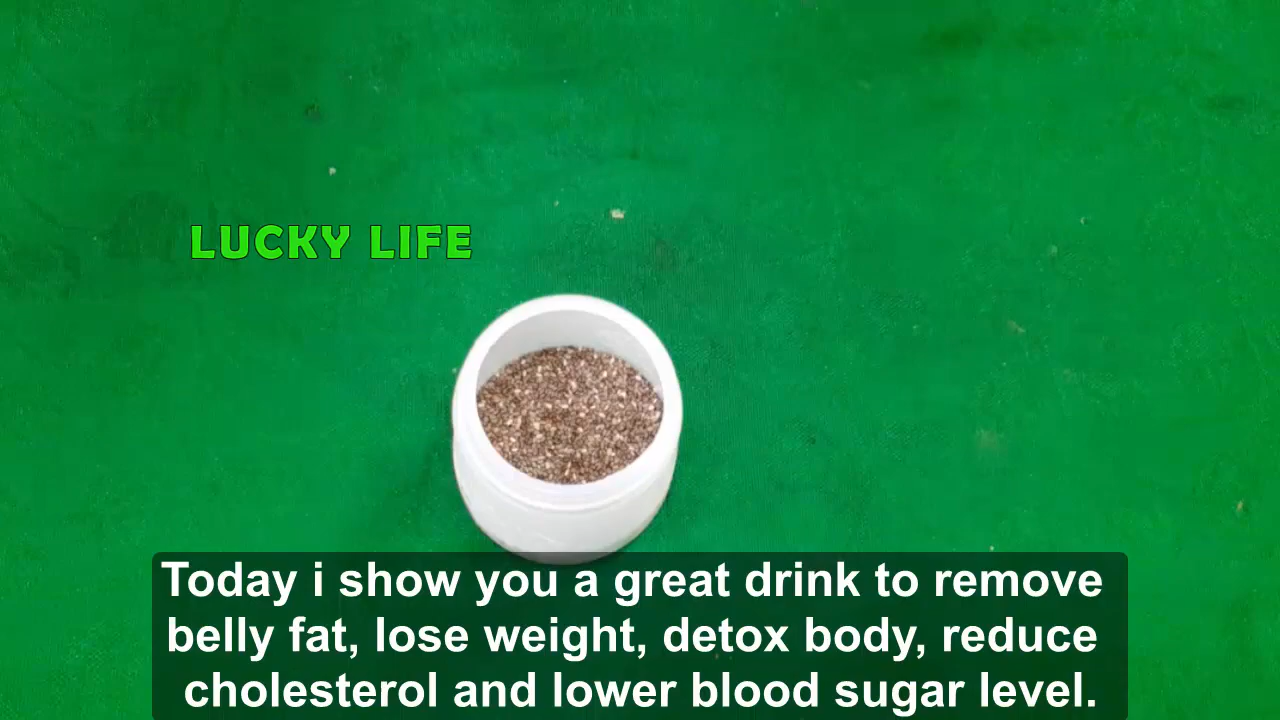 LUCKY LIFE
Today i show you a great drink to remove
belly fat, lose weight, detox body, reduce
cholesterol and lower blood sugar level.